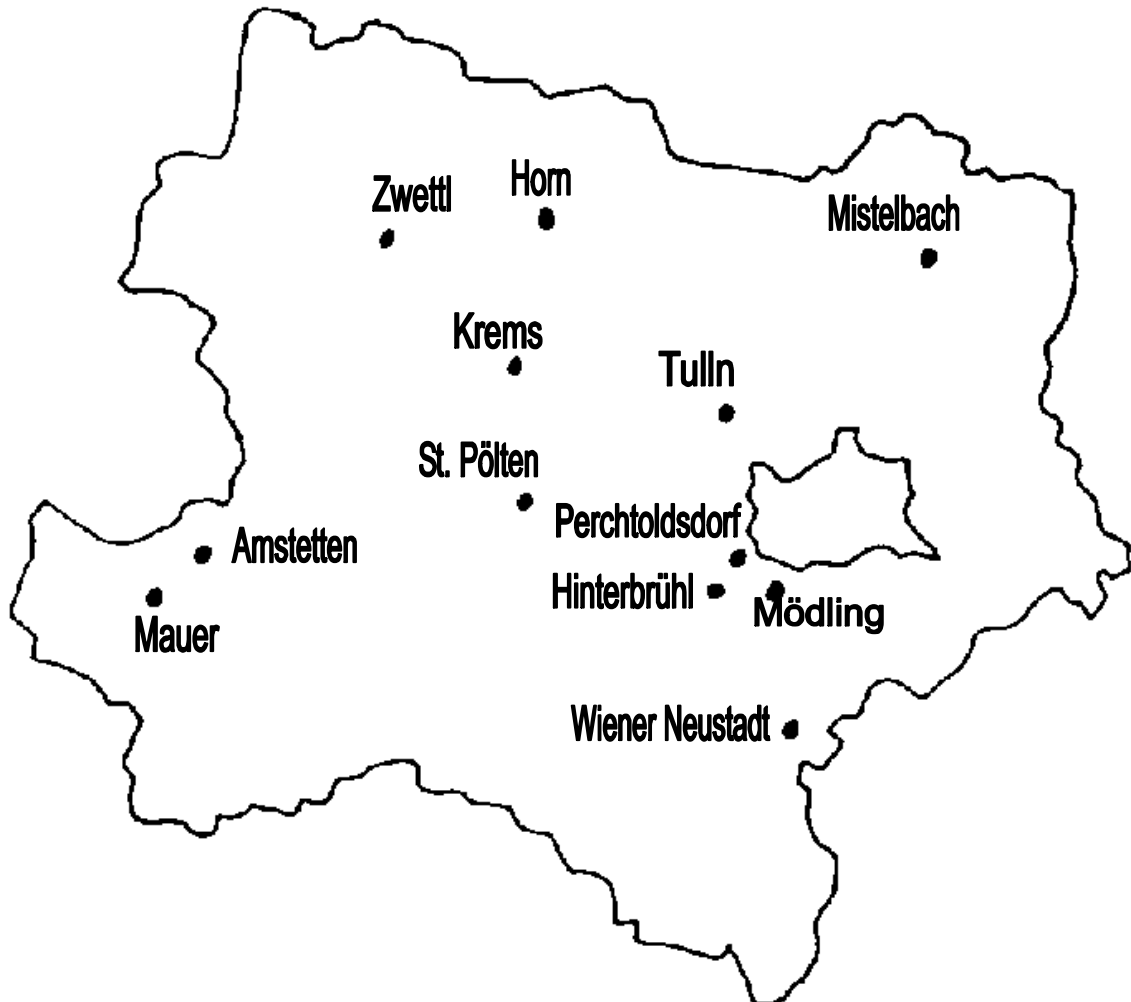 Zwettl
Horn
Mistelbach
Krems
Tulln
St. Pölten
Perchtoldsdorf
Amstetten
Hinterbrühl
Mödling
Mauer
Wiener Neustadt